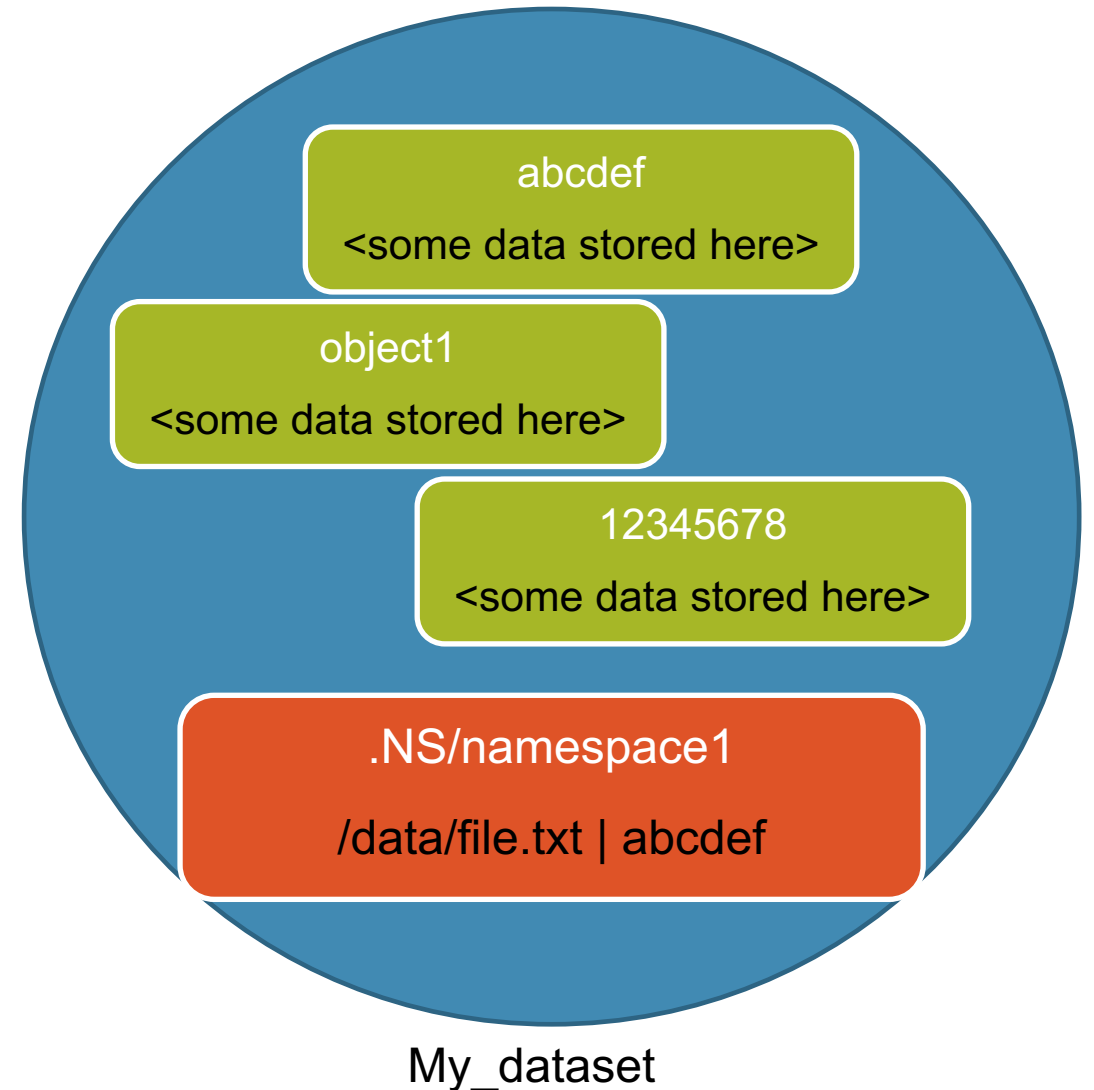 abcdef
<some data stored here>
object1
<some data stored here>
12345678
<some data stored here>
.NS/namespace1
/data/file.txt | abcdef
My_dataset